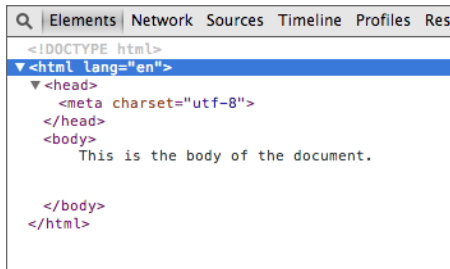 Elements Network Sources Timeline Profiles Res
<!DOCTYPE html>
<html lang="en">
<head>
<meta charset="utf-8">
</head>
<body>
This is the body of the document.
</body>
</html>